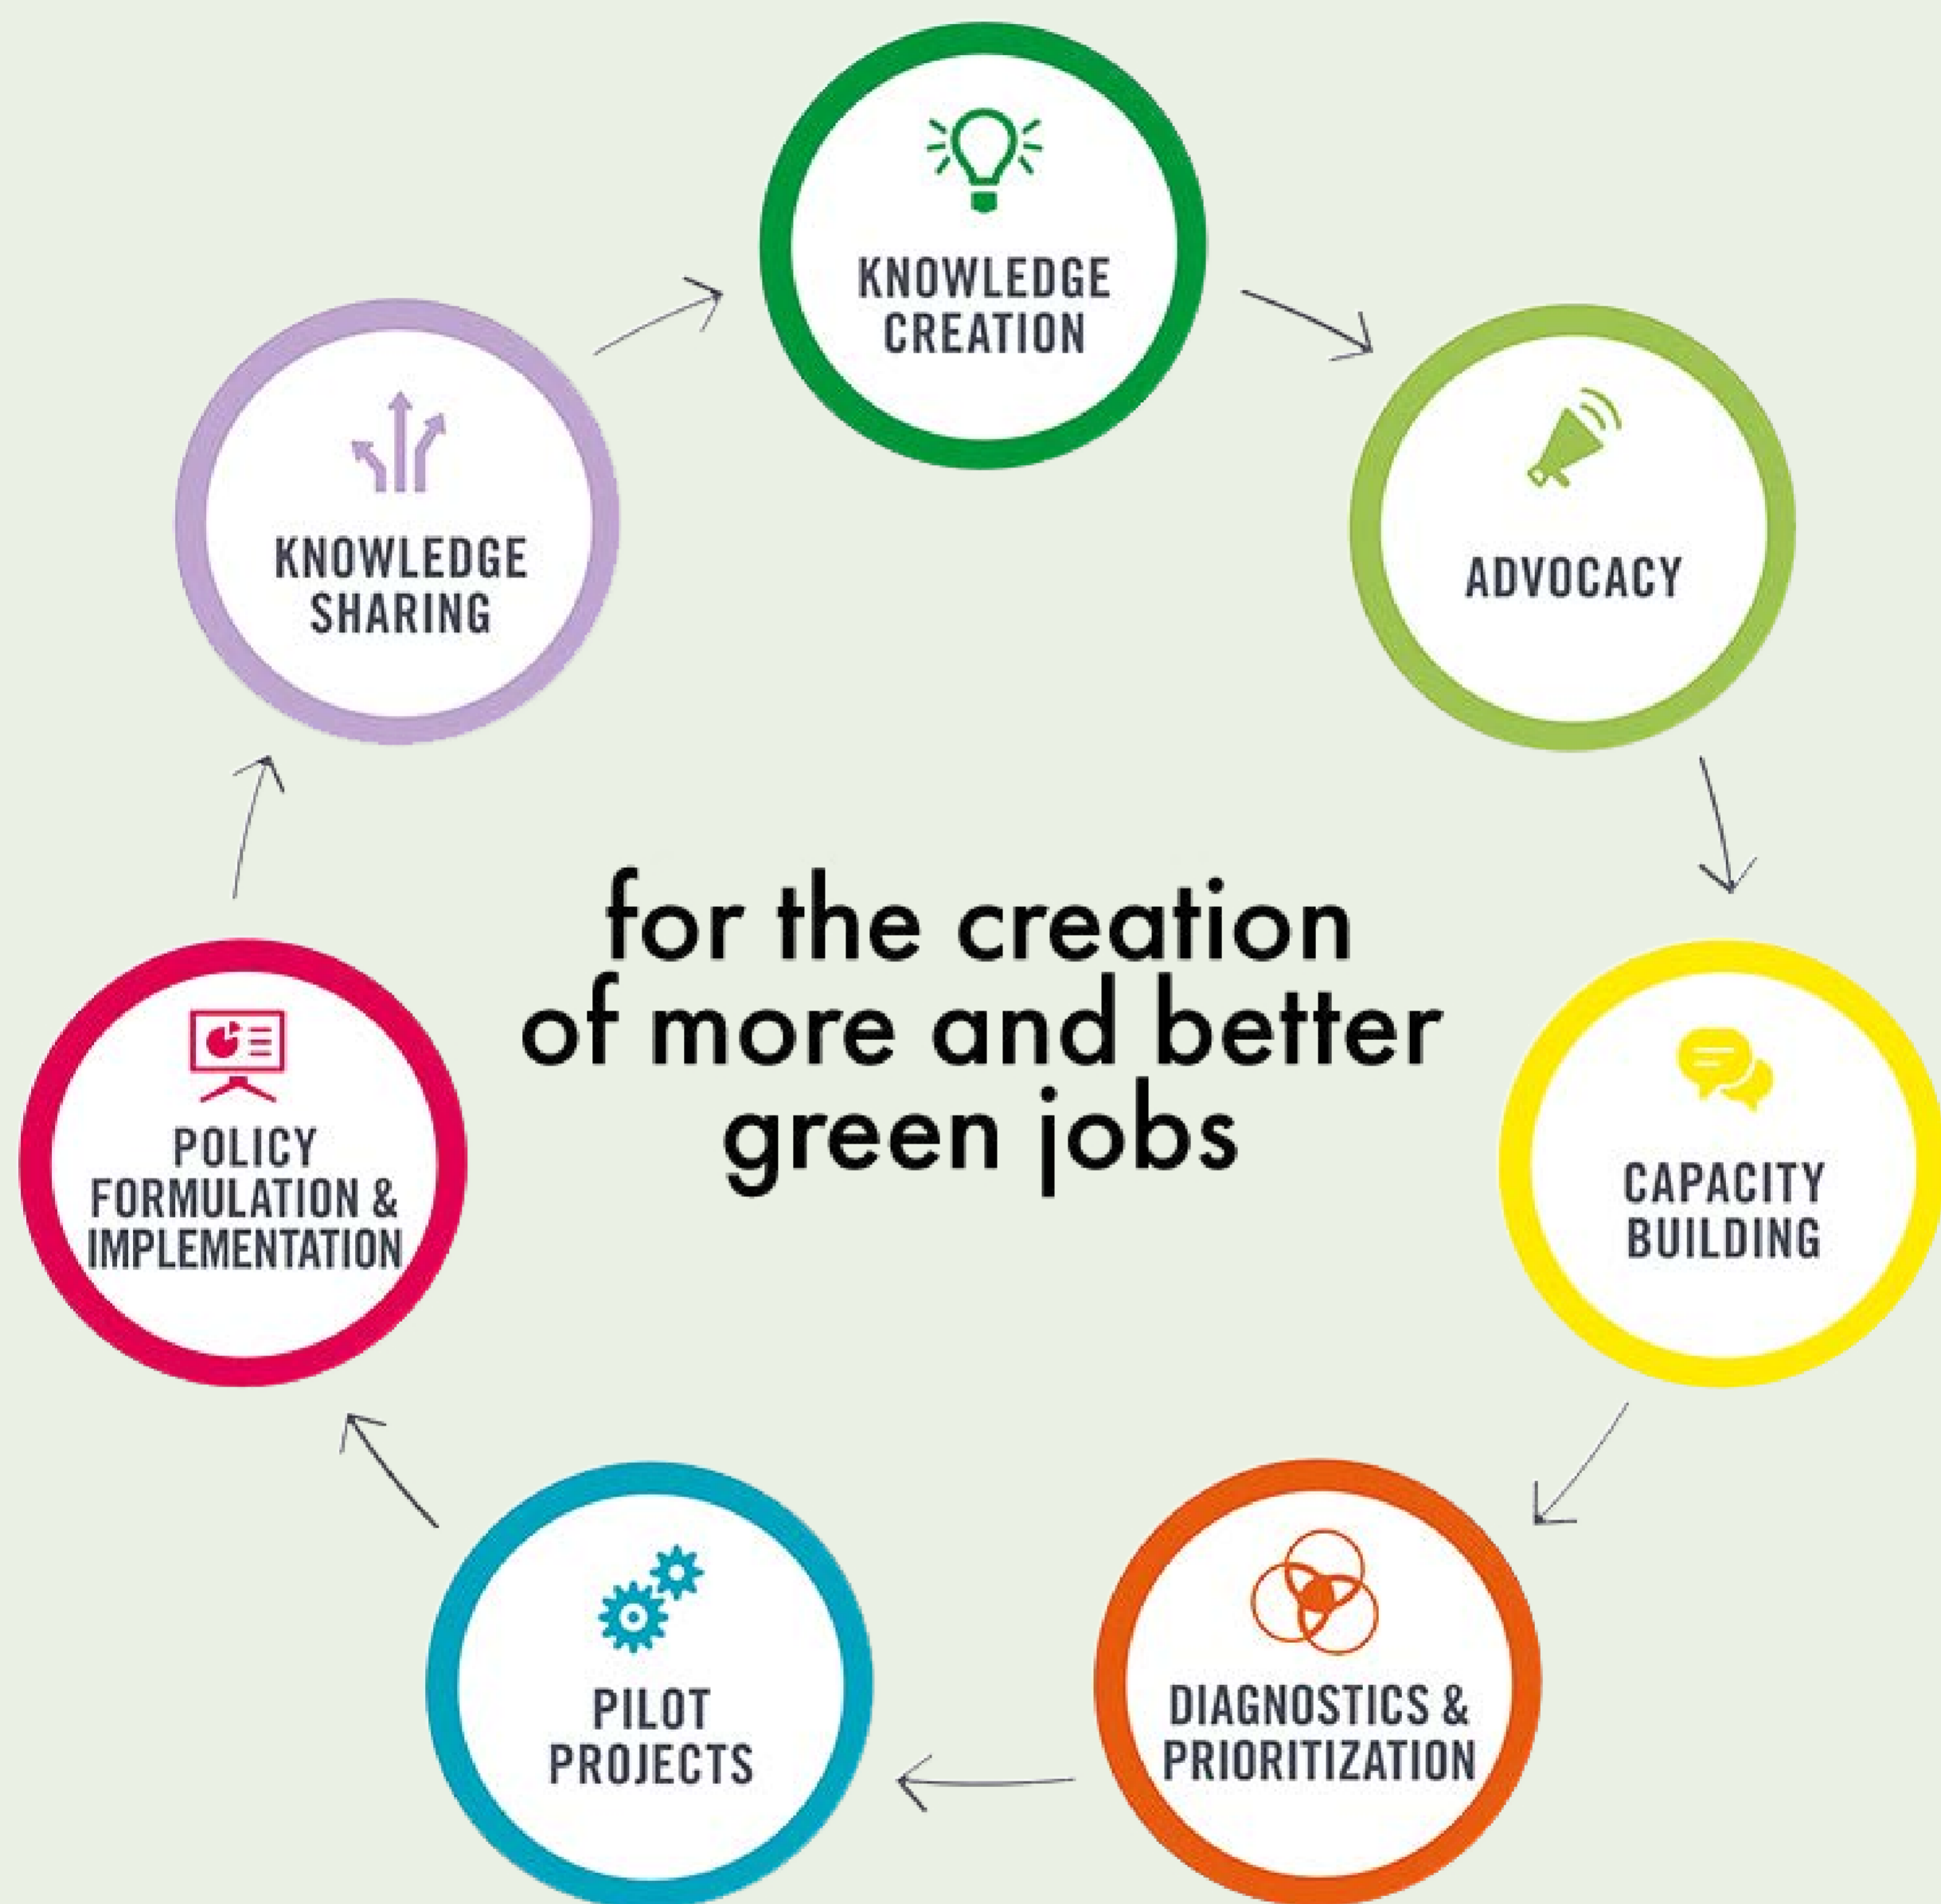 KNOWLEDGE
CREATION
ADVOCACY
CAPACITY
BUILDING
DIAGNOSTICS &
PRIORITIZATION
PILOT
PROJECTS
POLICY
FORMULATION &
IMPLEMENTATION
KNOWLEDGE
SHARING
for the creation
of more and better
green jobs